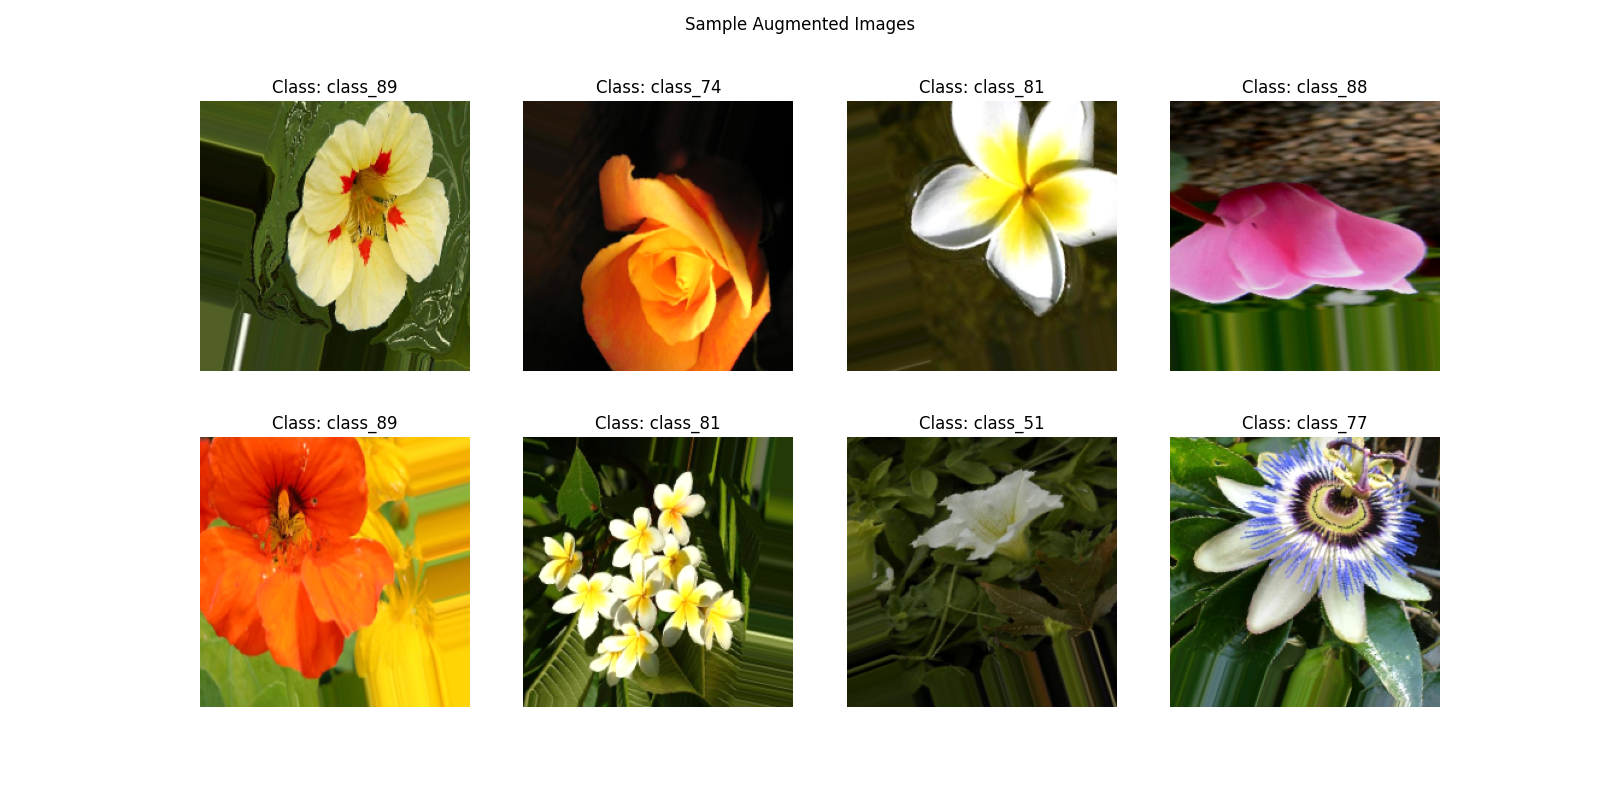 Sample Augmented Images
Class: class_89
Class: class_74
Class: class_81
Class: class_88
Class: class_89
Class: class_81
Class: class_51
Class: class_77